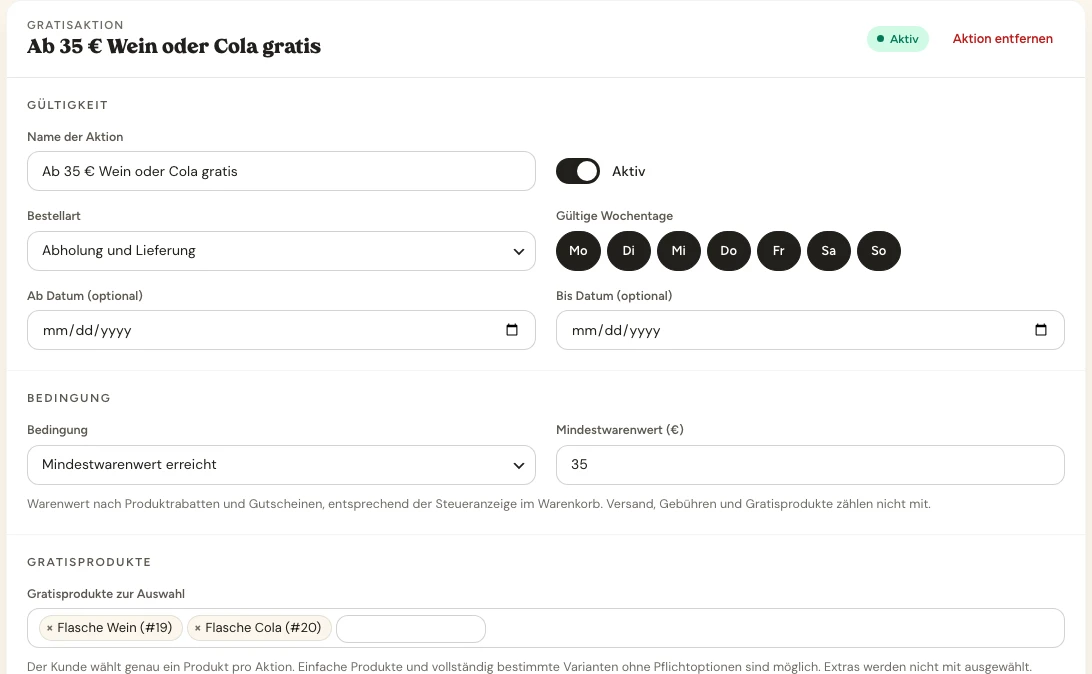 GRATISAKTION
Ab 35 € Wein oder Cola gratis
Aktiv
Aktion entfernen
GÜLTIGKEIT
Name der Aktion
Ab 35 € Wein oder Cola gratis
Aktiv
Bestellart
Gültige Wochentage
Abholung und Lieferung
Mo Di Mi Do Fr Sa So
Ab Datum (optional)
Bis Datum (optional)
mm/dd/yyyy
mm/dd/yyyy
BEDINGUNG
Bedingung
Mindestwarenwert (€)
Mindestwarenwert erreicht
35
Warenwert nach Produktrabatten und Gutscheinen, entsprechend der Steueranzeige im Warenkorb. Versand, Gebühren und Gratisprodukte zählen nicht mit.
GRATISPRODUKTE
Gratisprodukte zur Auswahl
× Flasche Wein (#19) × Flasche Cola (#20)
Der Kunde wählt genau ein Produkt pro Aktion. Einfache Produkte und vollständig bestimmte Varianten ohne Pflichtoptionen sind möglich. Extras werden nicht mit ausgewählt.